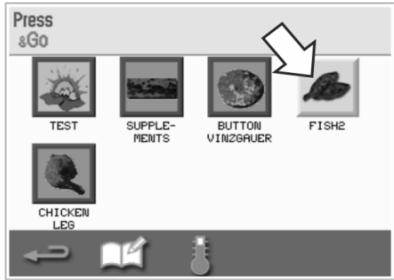 Press
&Go
TEST
SUPPLE-
MENTS
BUTTON
VINZGAUER
FISH2
CHICKEN
LEG